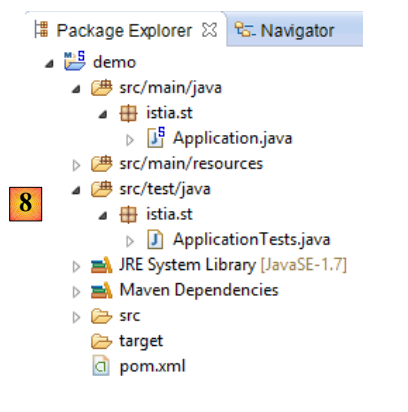 Package Explorer Navigator
demo
src/main/java
istia.st
Application.java
src/main/resources
src/test/java
8
istia.st
ApplicationTests.java
JRE System Library [JavaSE-1.7]
Maven Dependencies
src
target
pom.xml